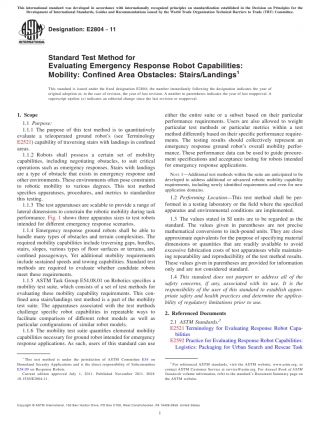 This international standard was developed in accordance with internationally recognized principles on standardization established in the Decision on Principles for the
Development of International Standards, Guides and Recommendations issued by the World Trade Organization Technical Barriers to Trade (TBT) Committee.
Designation: E2804 - 11
INTERNATIONAL
Standard Test Method for
Evaluating Emergency Response Robot Capabilities:
Mobility: Confined Area Obstacles: Stairs/Landings1
This standard is issued under the fixed designation E2804; the number immediately following the designation indicates the year of
original adoption or, in the case of revision, the year of last revision. A number in parentheses indicates the year of last reapproval. A
superscript epsilon (ε) indicates an editorial change since the last revision or reapproval.
1. Scope
1.1 Purpose:
1.1.1 The purpose of this test method is to quantitatively
evaluate a teleoperated ground robot's (see Terminology
E2521) capability of traversing stairs with landings in confined
areas.
1.1.2 Robots shall possess a certain set of mobility
capabilities, including negotiating obstacles, to suit critical
operations such as emergency responses. Stairs with landings
are a type of obstacle that exists in emergency response and
other environments. These environments often pose constraints
to robotic mobility to various degrees. This test method
specifies apparatuses, procedures, and metrics to standardize
this testing.
1.1.3 The test apparatuses are scalable to provide a range of
lateral dimensions to constrain the robotic mobility during task
performance. Fig. 1 shows three apparatus sizes to test robots
intended for different emergency response scenarios.
1.1.4 Emergency response ground robots shall be able to
handle many types of obstacles and terrain complexities. The
required mobility capabilities include traversing gaps, hurdles,
stairs, slopes, various types of floor surfaces or terrains, and
confined passageways. Yet additional mobility requirements
include sustained speeds and towing capabilities. Standard test
methods are required to evaluate whether candidate robots
meet these requirements.
1.1.5 ASTM Task Group E54.08.01 on Robotics specifies a
mobility test suite, which consists of a set of test methods for
evaluating these mobility capability requirements. This con-
fined area stairs/landings test method is a part of the mobility
test suite. The apparatuses associated with the test methods
challenge specific robot capabilities in repeatable ways to
facilitate comparison of different robot models as well as
particular configurations of similar robot models.
1.1.6 The mobility test suite quantifies elemental mobility
capabilities necessary for ground robot intended for emergency
response applications. As such, users of this standard can use
either the entire suite or a subset based on their particular
performance requirements. Users are also allowed to weight
particular test methods or particular metrics within a test
method differently based on their specific performance require-
ments. The testing results should collectively represent an
emergency response ground robot's overall mobility perfor-
mance. These performance data can be used to guide procure-
ment specifications and acceptance testing for robots intended
for emergency response applications.
NOTE 1—Additional test methods within the suite are anticipated to be
developed to address additional or advanced robotic mobility capability
requirements, including newly identified requirements and even for new
application domains.
1.2 Performing Location—This test method shall be per-
formed in a testing laboratory or the field where the specified
apparatus and environmental conditions are implemented.
1.3 The values stated in SI units are to be regarded as the
standard. The values given in parentheses are not precise
mathematical conversions to inch-pound units. They are close
approximate equivalents for the purpose of specifying material
dimensions or quantities that are readily available to avoid
excessive fabrication costs of test apparatuses while maintain-
ing repeatability and reproducibility of the test method results.
These values given in parentheses are provided for information
only and are not considered standard.
1.4 This standard does not purport to address all of the
safety concerns, if any, associated with its use. It is the
responsibility of the user of this standard to establish appro-
priate safety and health practices and determine the applica-
bility of regulatory limitations prior to use.
2. Referenced Documents
2.1 ASTM Standards:2
E2521 Terminology for Evaluating Response Robot Capa-
bilities
E2592 Practice for Evaluating Response Robot Capabilities:
Logistics: Packaging for Urban Search and Rescue Task
1 This test method is under the jurisdiction of ASTM Committee E54 on
Homeland Security Applications and is the direct responsibility of Subcommittee
E54.09 on Response Robots.
Current edition approved July 1, 2011. Published November 2011. DOI:
10.1520/E2804-11.
2 For referenced ASTM standards, visit the ASTM website, www.astm.org, or
contact ASTM Customer Service at service@astm.org. For Annual Book of ASTM
Standards volume information, refer to the standard's Document Summary page on
the ASTM website.
1